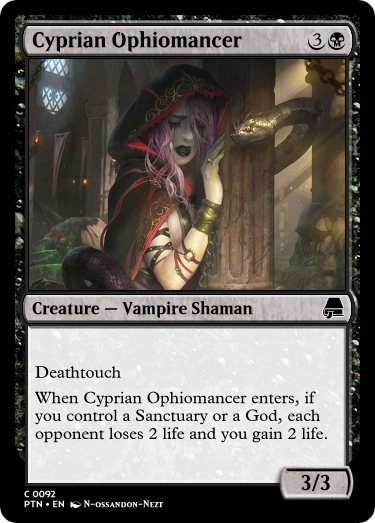 Cyprian Ophiomancer 3
Creature — Vampire Shaman
Deathtouch
When Cyprian Ophiomancer enters, if
you control a Sanctuary or a God, each
opponent loses 2 life and you gain 2 life.
3/3
C 0092
PTN • EN N-ossandon-Nezt